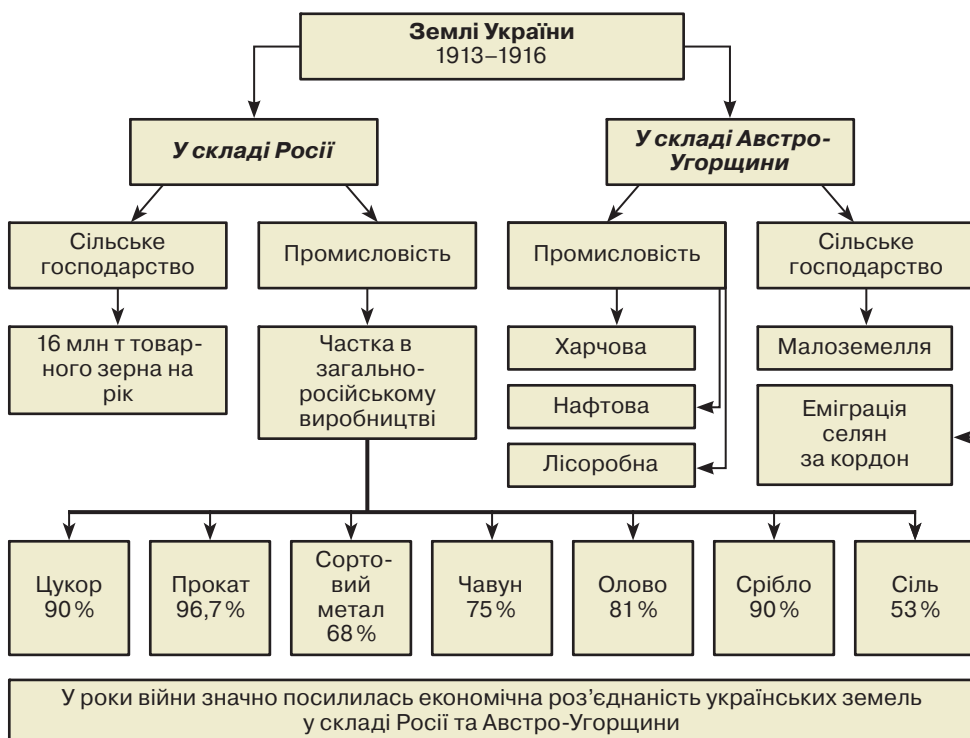 Землі України
1913–1916
У складі Росії
У складі Австро-
Угорщини
Сільське
господарство
Промисловість
Промисловість
Сільське
господарство
16 млн т товар-
ного зерна на
рік
Частка в
загально-
російському
виробництві
Харчова
Нафтова
Лісоробна
Малоземелля
Еміграція
селян
за кордон
Цукор
90 %
Прокат
96,7 %
Сорто-
вий
метал
68 %
Чавун
75 %
Олово
81 %
Срібло
90 %
Сіль
53 %
У роки війни значно посилилась економічна роз’єднаність українських земель
у складі Росії та Австро-Угорщини